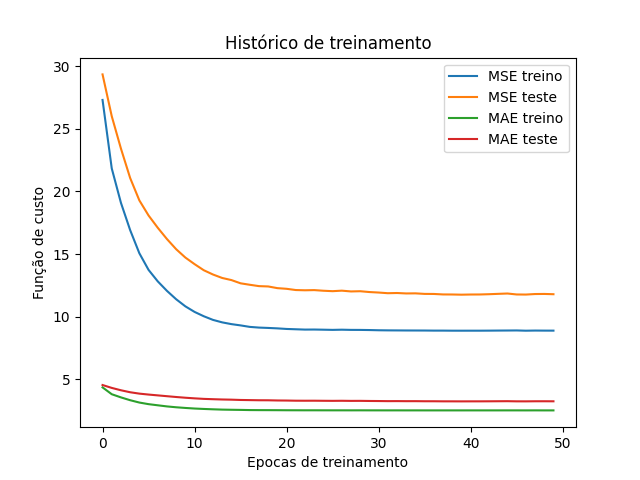 Histórico de treinamento
MSE treino
MSE teste
MAE treino
MAE teste
Função de custo
30
25
20
15
10
5
0 10 20 30 40 50
Epocas de treinamento